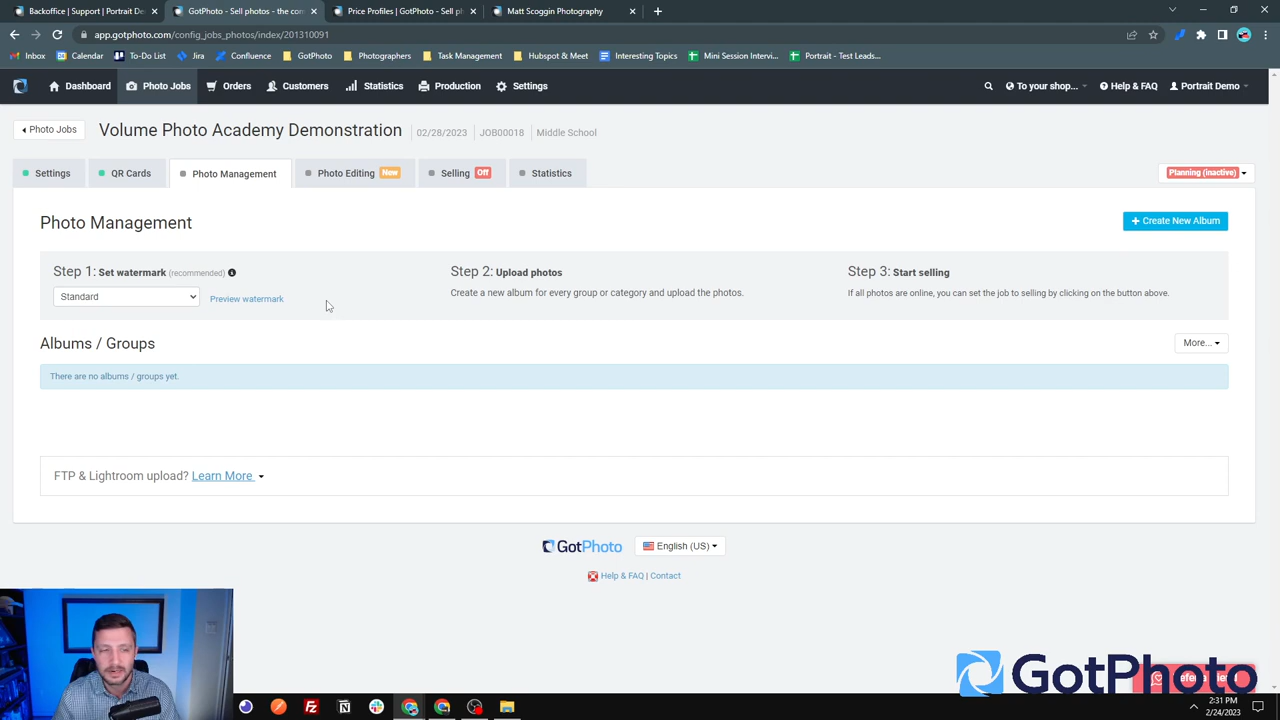 Backoffice | Support | Picture De
GotPhoto - Sell photos - the com
Price Profiles | GotPhoto - Sell pl
Matt Scoggin Photography
app.gotphoto.com/config_jobs_photos/index/201310091
Inbox
Calendar
To-Do List
Jira
Confluence
GotPhoto
Photographers
Task Management
Hubspot & Meet
Interesting Topics
Mini Session Intervi...
Portrait - Test Leads...
Dashboard
Photo Jobs
Orders
Customers
Statistics
Production
Settings
To your shop...
Help & FAQ
Portrait Demo
Photo Jobs
Volume Photo Academy Demonstration
02/28/2023
JOB00018
Middle School
Settings
QR Cards
Photo Management
Photo Editing New
Selling Off
Statistics
Planning (inactive)
Photo Management
+ Create New Album
Step 1: Set watermark (recommended)
Standard
Preview watermark
Step 2: Upload photos
Create a new album for every group or category and upload the photos.
Step 3: Start selling
If all photos are online, you can set the job to selling by clicking on the button above.
Albums / Groups
More...
There are no albums / groups yet.
FTP & Lightroom upload? Learn More
GotPhoto
English (US)
Help & FAQ | Contact
GotPhoto
2:31 PM
2/24/2023